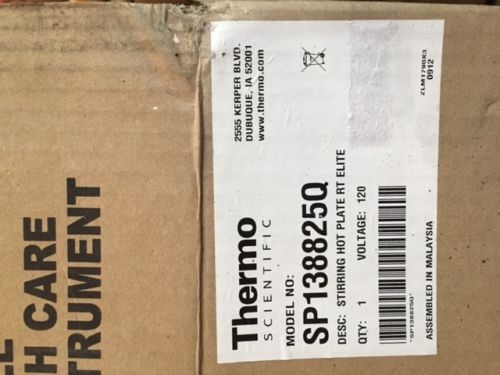 2555 KERPER BLVD.
DUBUQUE, IA 52001
www.thermo.com
Thermo
SCIENTIFIC
MODEL NO:
SP138825Q
DESC: STIRRING HOT PLATE RT ELITE
QTY: 1 VOLTAGE: 120
*SP138825Q*
ASSEMBLED IN MALAYSIA
0912
H CARE
TRUMENT